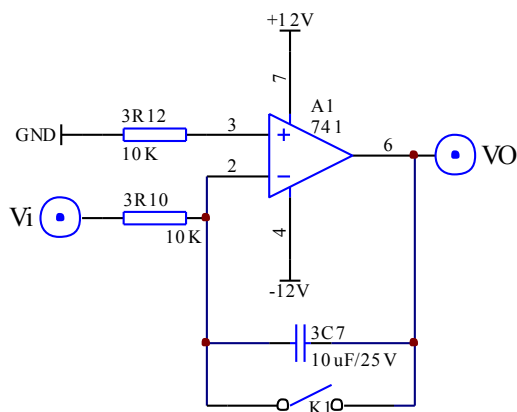 +12V
7
A1
741
3R12
GND
3
10K
6
VO
2
Vi
3R10
10K
4
-12V
3C7
10uF/25V
K1